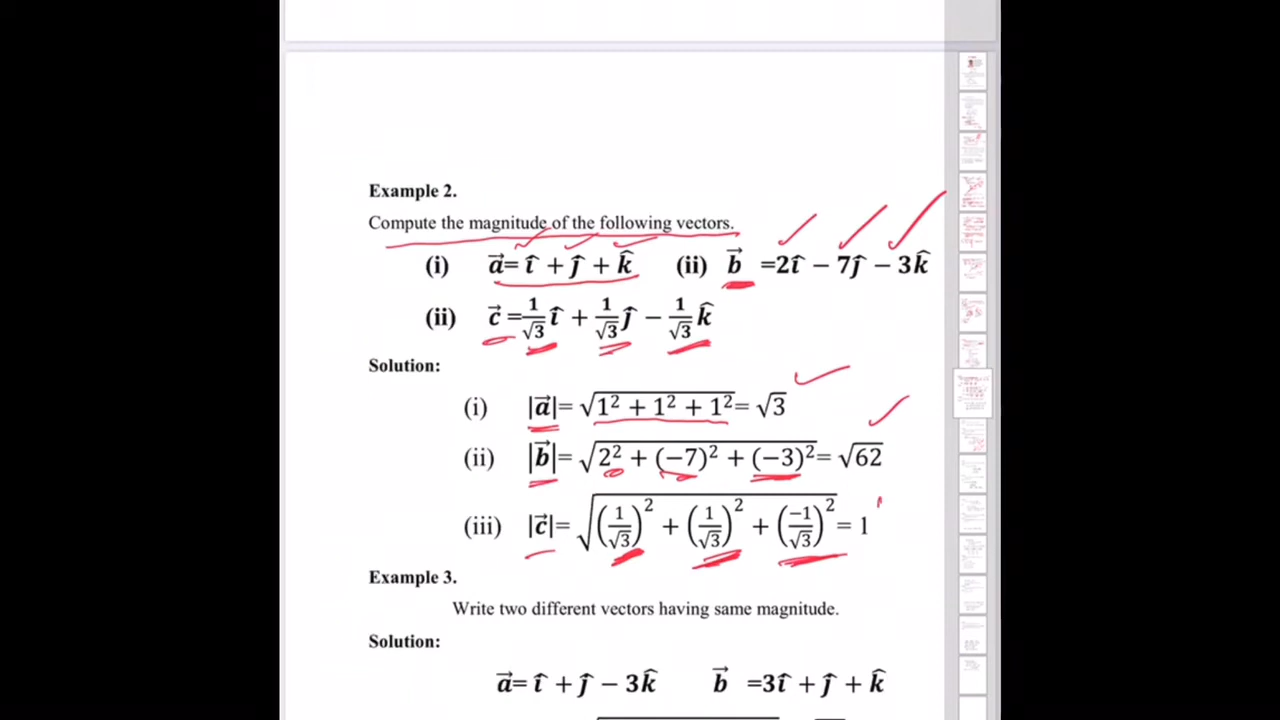 Example 2.
Compute the magnitude of the following vectors.
(i) a⃗= î + ĵ + k̂ (ii) b⃗ =2î − 7ĵ − 3k̂
(ii) c⃗ =1/√3 î + 1/√3 ĵ − 1/√3 k̂
Solution:
(i) |a⃗|= √(1² + 1² + 1²)= √3
(ii) |b⃗|= √(2² + (−7)² + (−3)²)= √62
(iii) |c⃗|= √((1/√3)² + (1/√3)² + (−1/√3)²)= 1
Example 3.
Write two different vectors having same magnitude.
Solution:
a⃗= î + ĵ − 3k̂ b⃗ =3î + ĵ + k̂